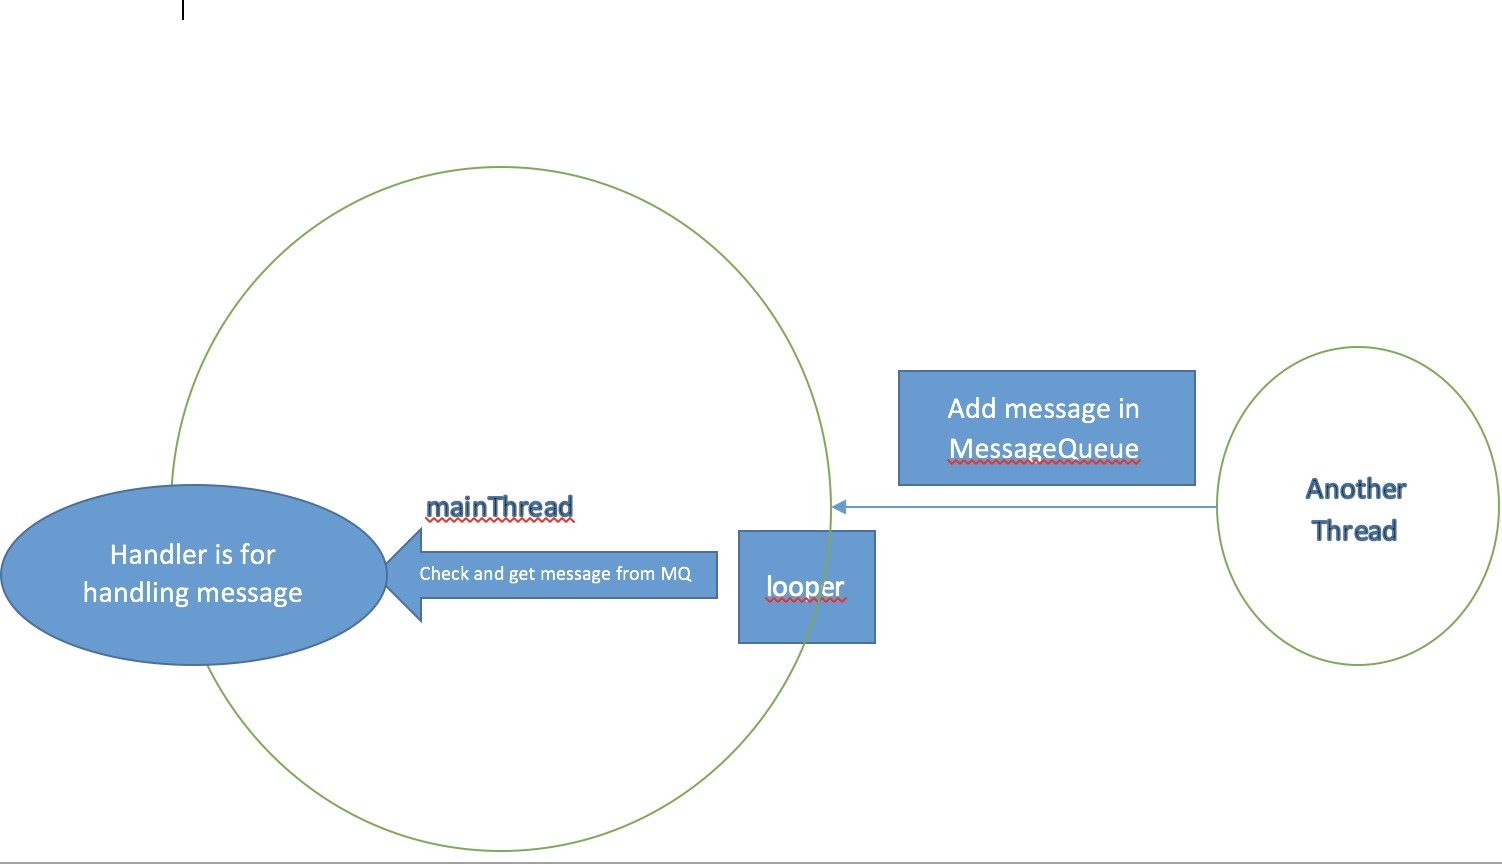 Add message in
MessageQueue
Another
Thread
mainThread
Handler is for
handling message
Check and get message from MQ
looper